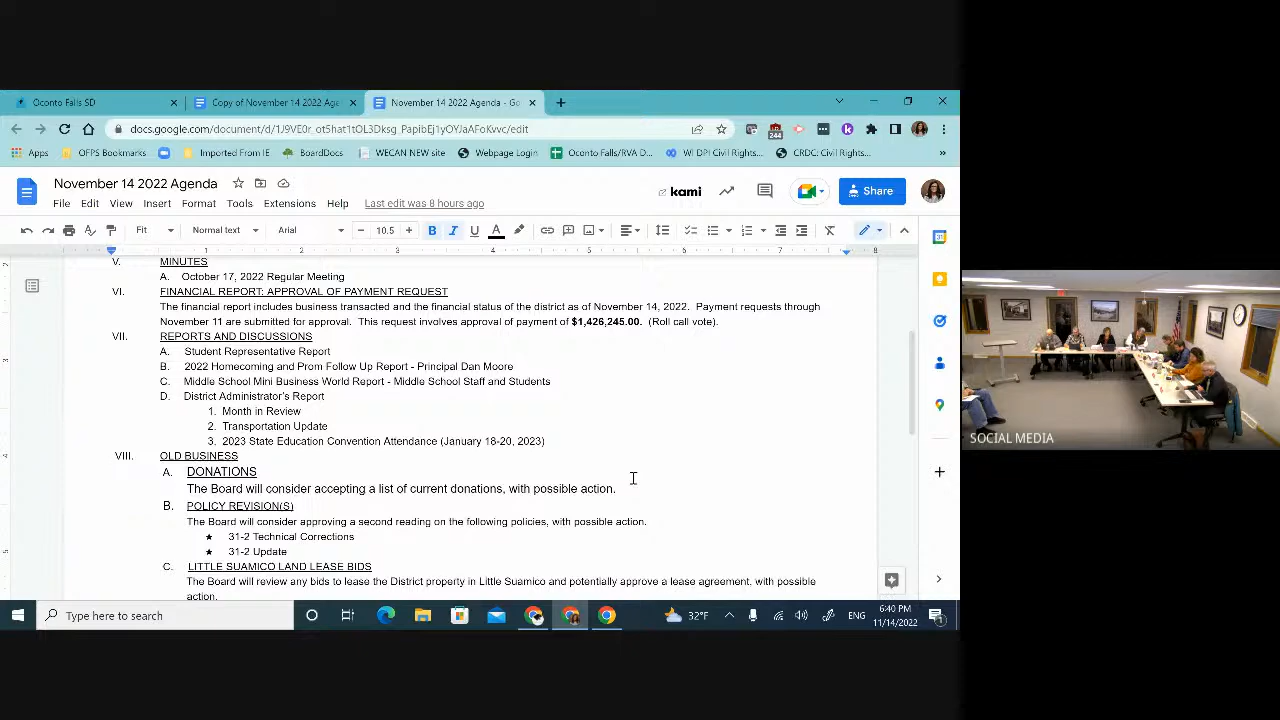 Oconto Falls SD
Copy of November 14 2022 Age
November 14 2022 Agenda - Go
docs.google.com/document/d/1J9VE0r_ot5hat1tOL3Dksg_PapibEj1yOYJaAFoKvvc/edit
244
Apps
OFPS Bookmarks
Imported From IE
BoardDocs
WECAN NEW site
Webpage Login
Oconto Falls/RVA D...
WI DPI Civil Rights...
CRDC: Civil Rights...
November 14 2022 Agenda
kami
Share
File Edit View Insert Format Tools Extensions Help Last edit was 8 hours ago
Fit Normal text Arial 10.5 B I U A
1 1 2 3 4 5 6 7 8
V. MINUTES
A. October 17, 2022 Regular Meeting
VI. FINANCIAL REPORT: APPROVAL OF PAYMENT REQUEST
The financial report includes business transacted and the financial status of the district as of November 14, 2022. Payment requests through
November 11 are submitted for approval. This request involves approval of payment of $1,426,245.00. (Roll call vote).
VII. REPORTS AND DISCUSSIONS
A. Student Representative Report
B. 2022 Homecoming and Prom Follow Up Report - Principal Dan Moore
C. Middle School Mini Business World Report - Middle School Staff and Students
D. District Administrator's Report
1. Month in Review
2. Transportation Update
3. 2023 State Education Convention Attendance (January 18-20, 2023)
VIII. OLD BUSINESS
A. DONATIONS
The Board will consider accepting a list of current donations, with possible action.
B. POLICY REVISION(S)
The Board will consider approving a second reading on the following policies, with possible action.
★ 31-2 Technical Corrections
★ 31-2 Update
C. LITTLE SUAMICO LAND LEASE BIDS
The Board will review any bids to lease the District property in Little Suamico and potentially approve a lease agreement, with possible
action.
SOCIAL MEDIA
Type here to search
32°F
ENG
6:40 PM
11/14/2022